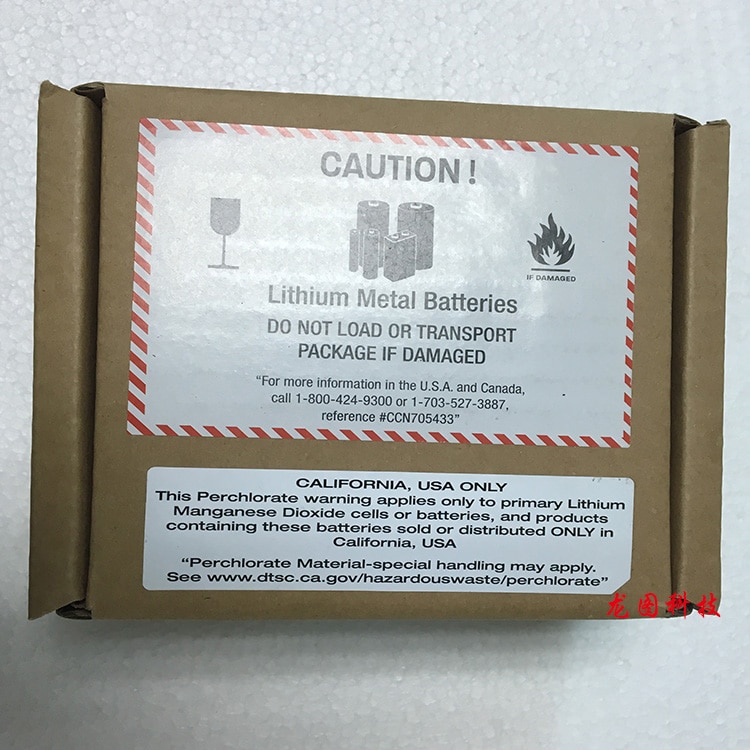 CAUTION !
IF DAMAGED
Lithium Metal Batteries
DO NOT LOAD OR TRANSPORT
PACKAGE IF DAMAGED
“For more information in the U.S.A. and Canada,
call 1-800-424-9300 or 1-703-527-3887,
reference #CCN705433”
CALIFORNIA, USA ONLY
This Perchlorate warning applies only to primary Lithium
Manganese Dioxide cells or batteries, and products
containing these batteries sold or distributed ONLY in
California, USA
“Perchlorate Material-special handling may apply.
See www.dtsc.ca.gov/hazardouswaste/perchlorate”
龙图科技